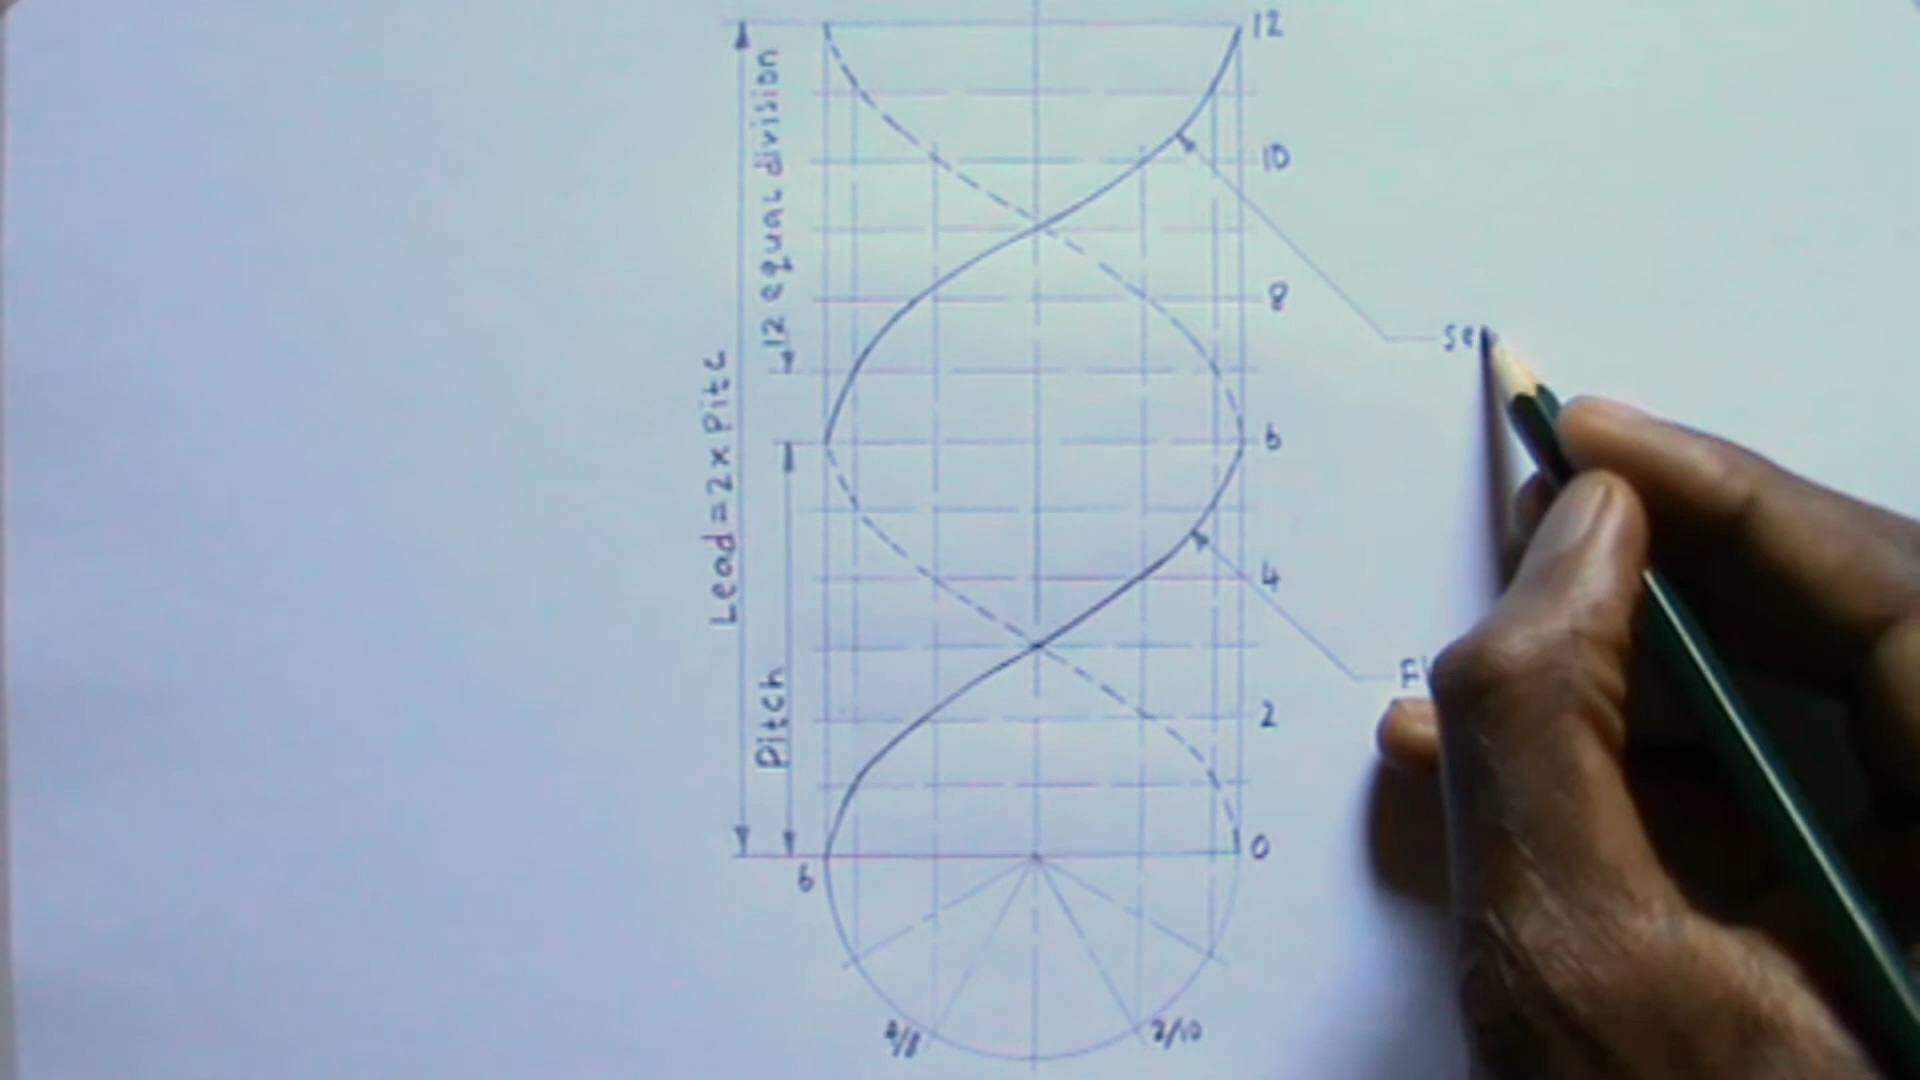 12
12 equal division
10
8
se
Lead = 2 x Pitc
6
4
Pitch
2
0
6
4/8
2/10